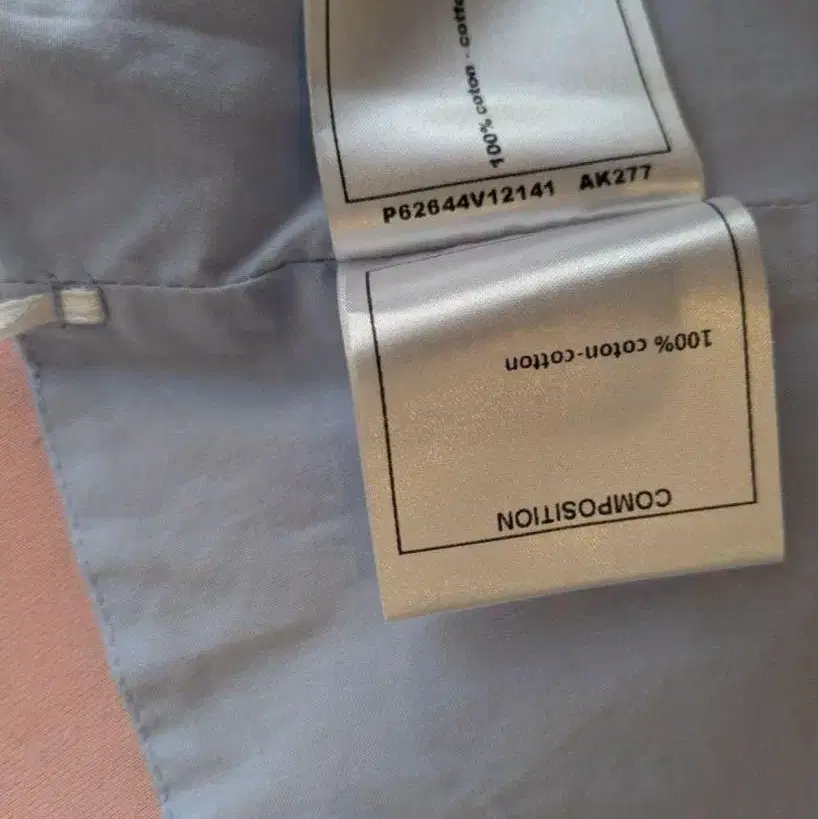 100% coton - cotto
P62644V12141 AK277
COMPOSITION
100% coton-cotton